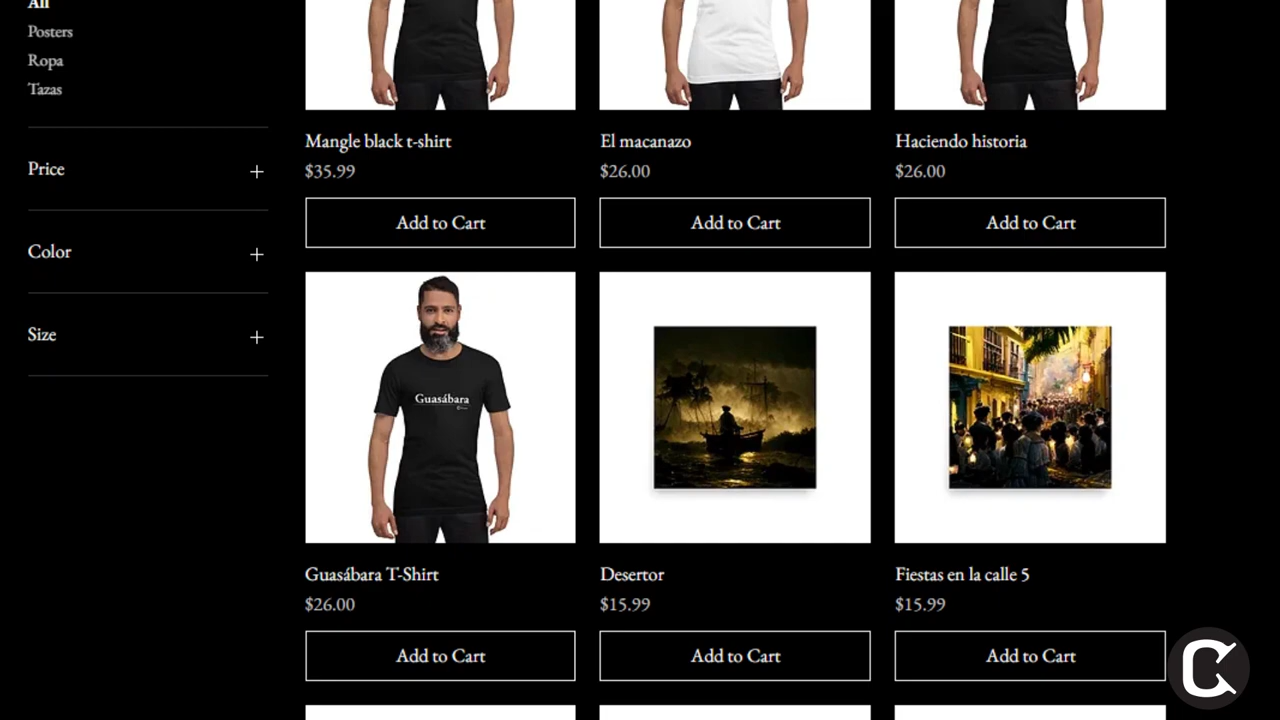 All
Posters
Ropa
Tazas
Price
Color
Size
Mangle black t-shirt
$35.99
Add to Cart
El macanazo
$26.00
Add to Cart
Haciendo historia
$26.00
Add to Cart
Guasábara
Guasábara T-Shirt
$26.00
Add to Cart
Desertor
$15.99
Add to Cart
Fiestas en la calle 5
$15.99
Add to Cart